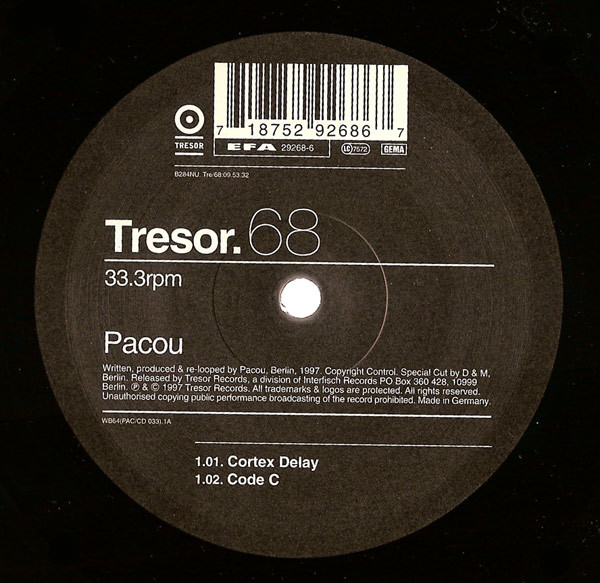 7 18752 92686 7
TRESOR
EFA 29268-6 LC 7572 GEMA
B284NU. Tre/68:09.53.32
Tresor.68
33.3rpm
Pacou
Written, produced & re-looped by Pacou, Berlin, 1997. Copyright Control. Special Cut by D & M,
Berlin. Released by Tresor Records, a division of Interfisch Records PO Box 360 428, 10999
Berlin. ℗ & © 1997 Tresor Records. All trademarks & logos are protected. All rights reserved.
Unauthorised copying public performance broadcasting of the record prohibited. Made in Germany.
WB64(PAC/CD 033).1A
1.01. Cortex Delay
1.02. Code C